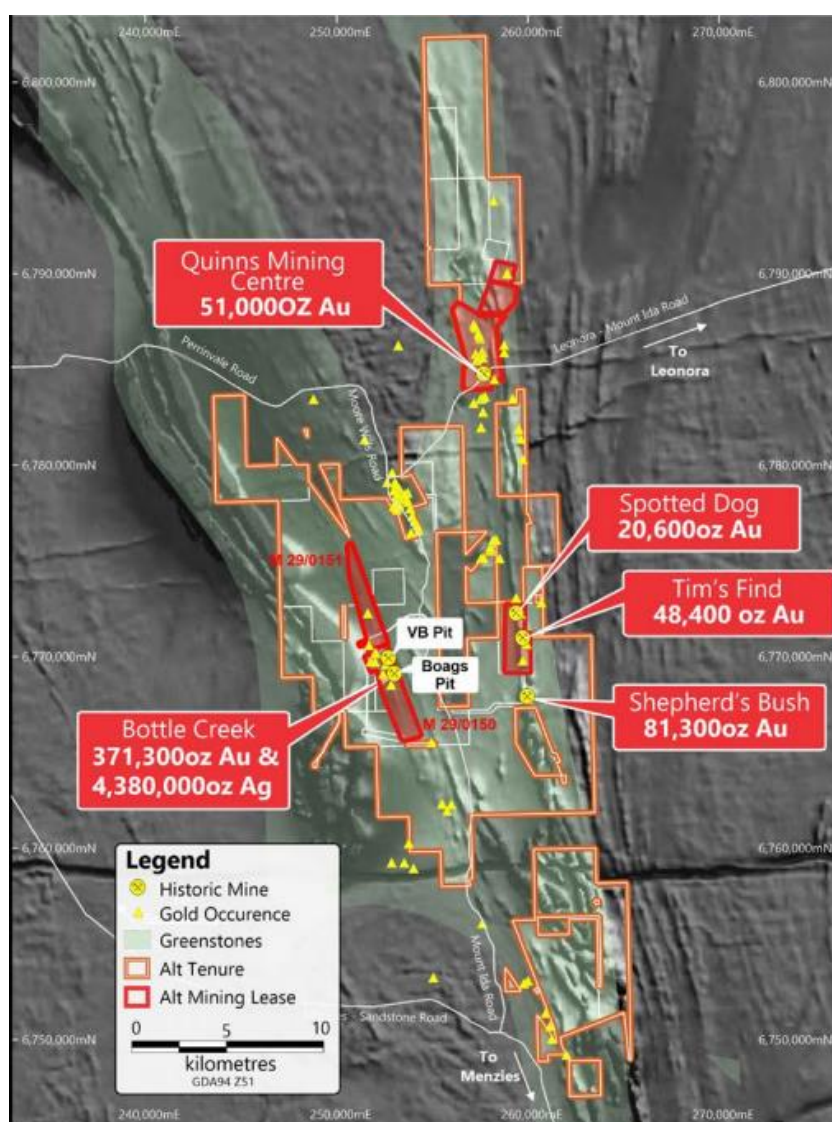 240,000mE
250,000mE
260,000mE
270,000mE
6,800,000mN
6,800,000mN
Quinns Mining
Centre
51,000OZ Au
6,790,000mN
6,790,000mN
Leonora - Mount Ida Road
To
Leonora
Perrinvale Road
Moore Well Road
6,780,000mN
6,780,000mN
Spotted Dog
20,600oz Au
M 29/0151
Tim's Find
48,400 oz Au
VB Pit
6,770,000mN
6,770,000mN
Boags
Pit
Shepherd's Bush
81,300oz Au
Bottle Creek
371,300oz Au &
4,380,000oz Ag
M 29/0150
6,760,000mN
6,760,000mN
Legend
Historic Mine
Gold Occurence
Greenstones
Alt Tenure
Alt Mining Lease
0 5 10
kilometres
GDA94 Z51
Mount Ida Road
- Sandstone Road
6,750,000mN
6,750,000mN
To
Menzies
240,000mE
250,000mE
260,000mE
270,000mE